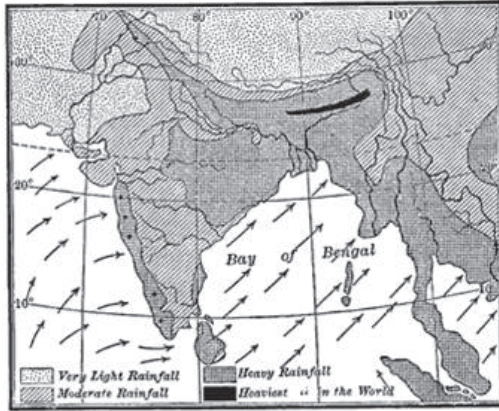 70° 80° 90° 100°
30°
20°
Bay of Bengal
10°
Very Light Rainfall Heavy Rainfall
Moderate Rainfall Heaviest " in the World